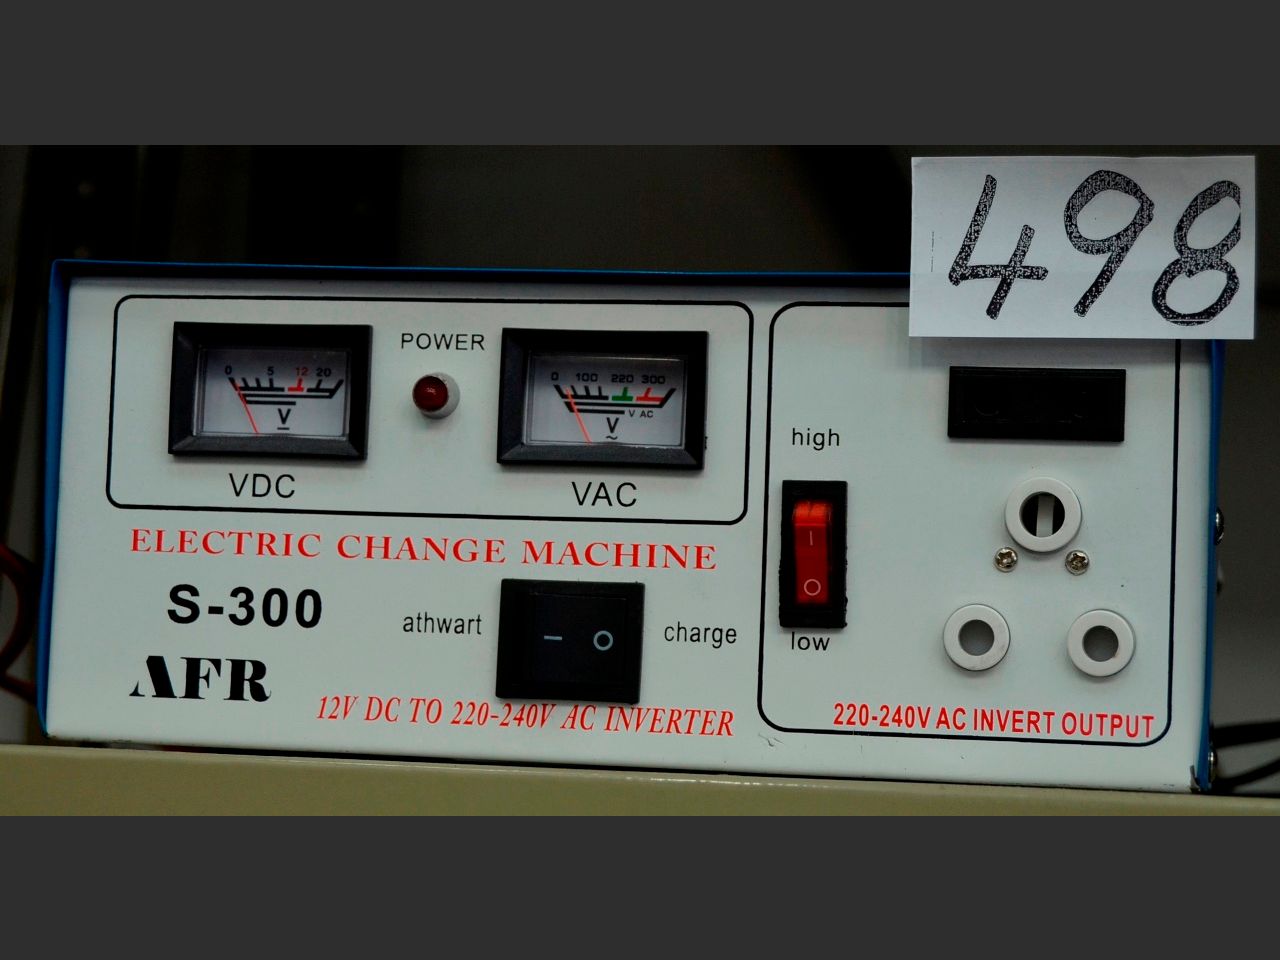 498
0 5 12 20
V
POWER
0 100 220 300
V AC
V
~
VDC
VAC
high
ELECTRIC CHANGE MACHINE
S-300
athwart
charge
low
AFR
12V DC TO 220-240V AC INVERTER
220-240V AC INVERT OUTPUT